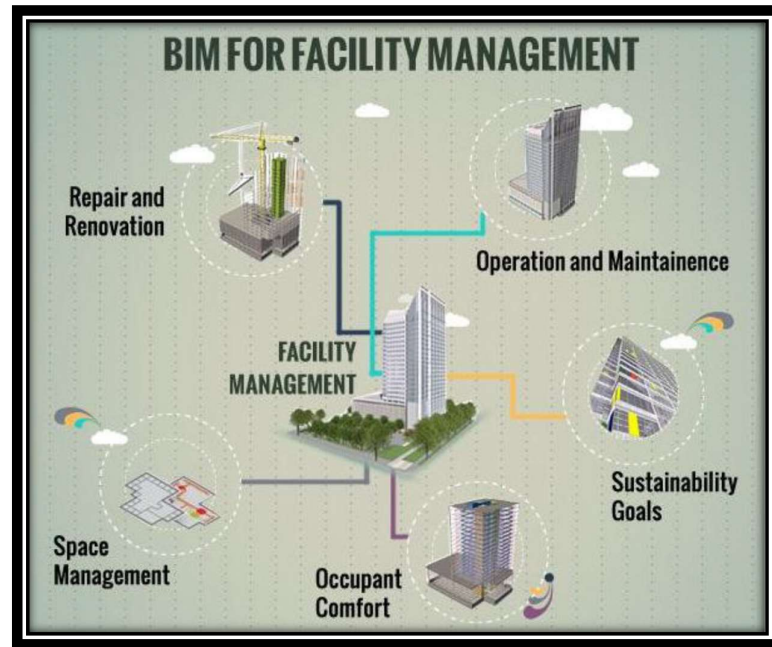 BIM FOR FACILITY MANAGEMENT
Repair and
Renovation
Operation and Maintainence
FACILITY
MANAGEMENT
Sustainability
Goals
Space
Management
Occupant
Comfort